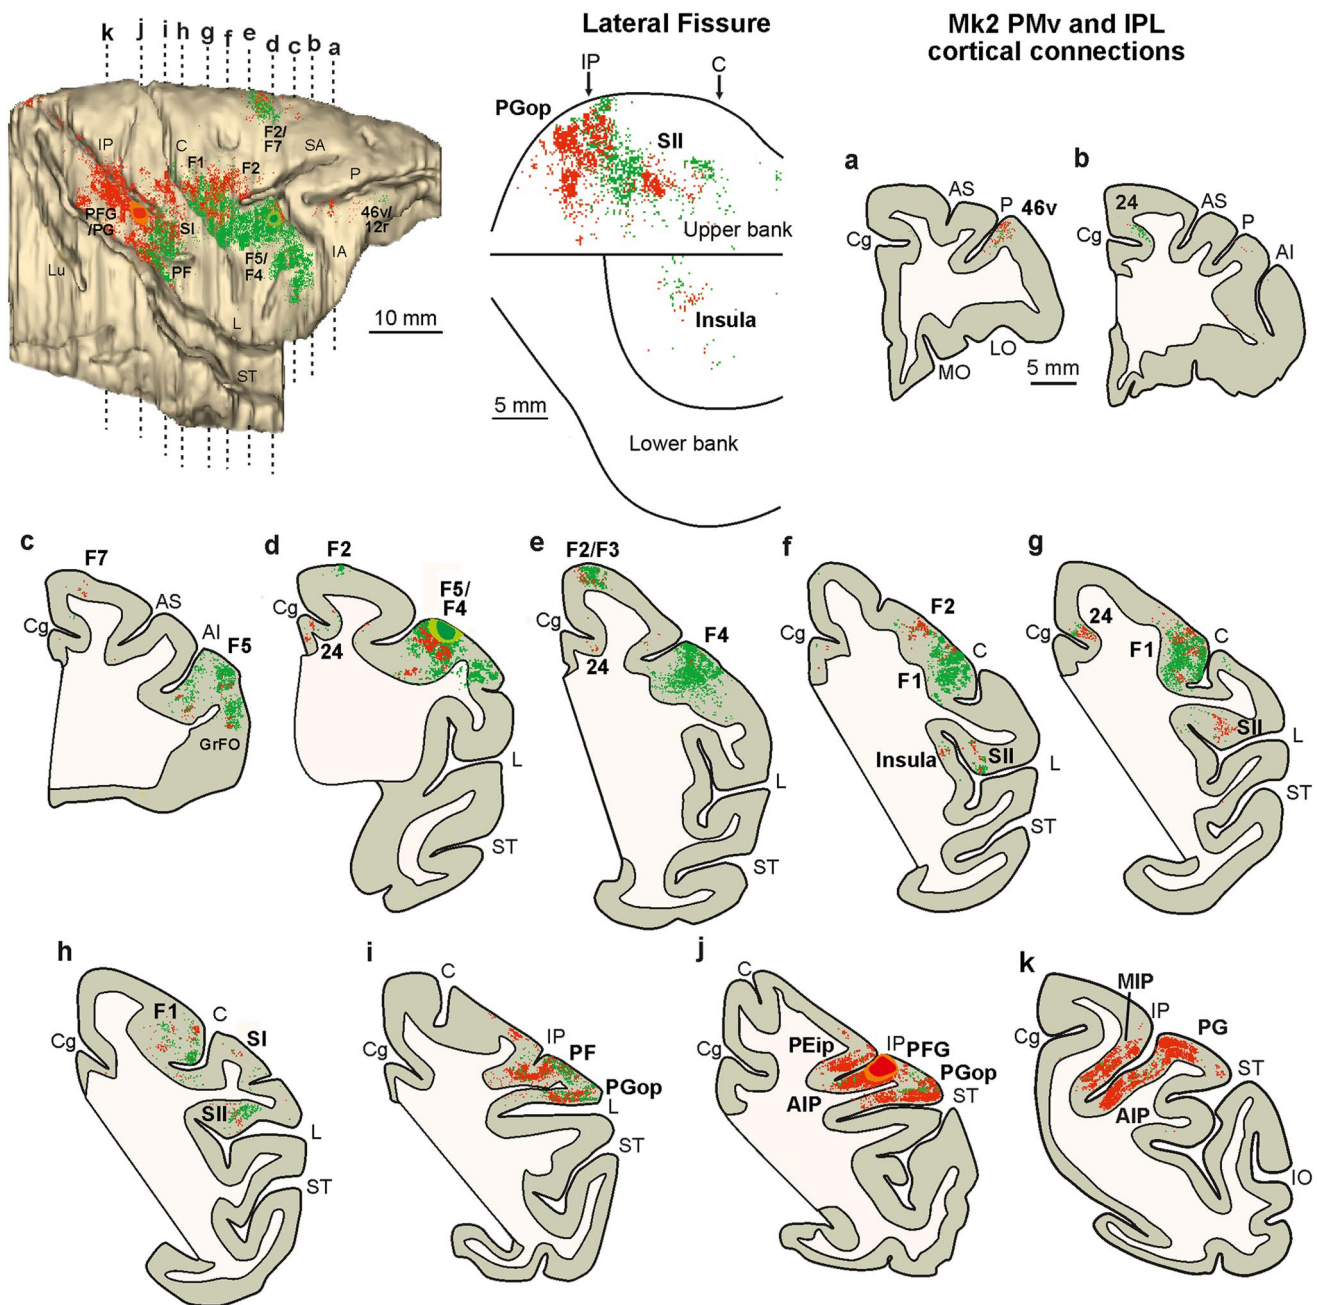 k j i h g f e d c b a
IP
C
F1
F2
F2/
F7
SA
P
PFG
/PG
SI
46v/
12r
Lu
PF
F5/
F4
IA
L
ST
10 mm
Lateral Fissure
IP
C
PGop
SII
Upper bank
Insula
5 mm
Lower bank
Mk2 PMv and IPL
cortical connections
a
AS
P
46v
Cg
LO
MO
5 mm
b
24
AS
P
Cg
AI
c
F7
AS
Cg
AI
F5
GrFO
d
F2
F5/
F4
Cg
24
L
ST
e
F2/F3
Cg
F4
24
L
ST
f
F2
Cg
C
F1
Insula
SII
L
ST
g
24
Cg
F1
C
SII
L
ST
h
F1
C
SI
Cg
SII
L
ST
i
C
IP
PF
Cg
PGop
L
ST
j
C
PEip
IP
PFG
Cg
PGop
AIP
ST
k
MIP
IP
PG
Cg
ST
AIP
IO